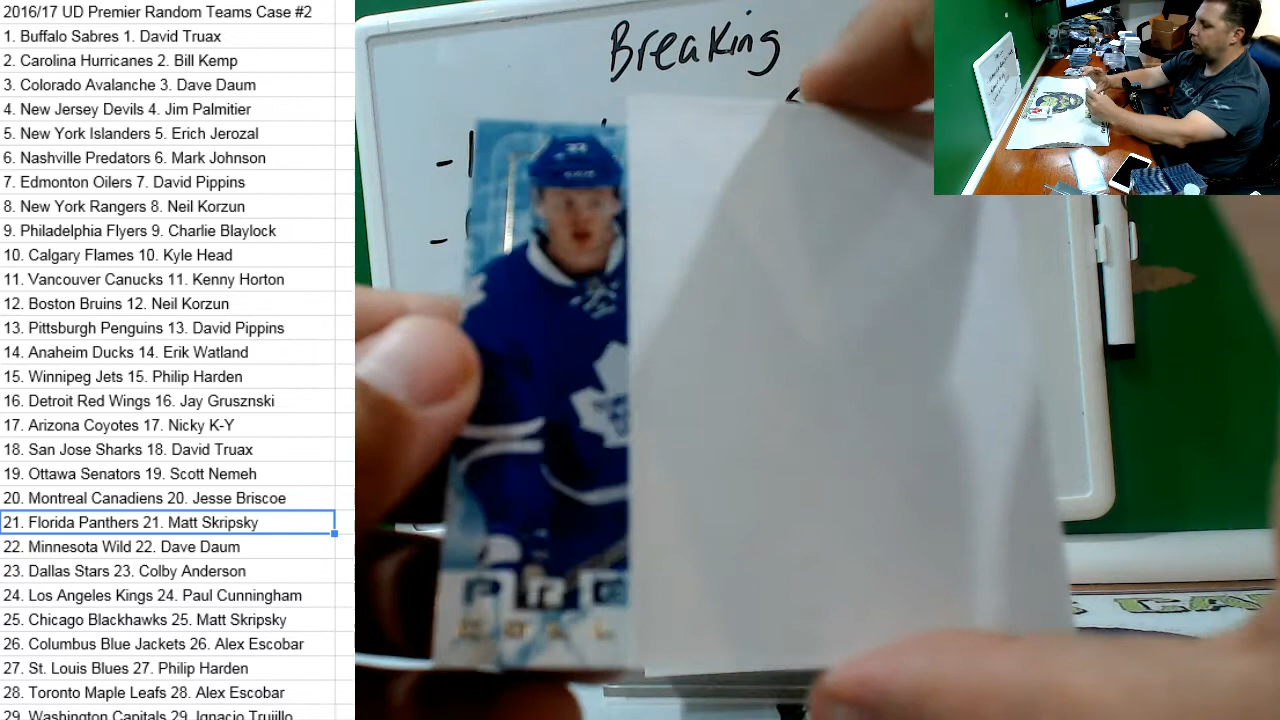 2016/17 UD Premier Random Teams Case #2
1. Buffalo Sabres 1. David Truax
2. Carolina Hurricanes 2. Bill Kemp
3. Colorado Avalanche 3. Dave Daum
4. New Jersey Devils 4. Jim Palmitier
5. New York Islanders 5. Erich Jerozal
6. Nashville Predators 6. Mark Johnson
7. Edmonton Oilers 7. David Pippins
8. New York Rangers 8. Neil Korzun
9. Philadelphia Flyers 9. Charlie Blaylock
10. Calgary Flames 10. Kyle Head
11. Vancouver Canucks 11. Kenny Horton
12. Boston Bruins 12. Neil Korzun
13. Pittsburgh Penguins 13. David Pippins
14. Anaheim Ducks 14. Erik Watland
15. Winnipeg Jets 15. Philip Harden
16. Detroit Red Wings 16. Jay Grusznski
17. Arizona Coyotes 17. Nicky K-Y
18. San Jose Sharks 18. David Truax
19. Ottawa Senators 19. Scott Nemeh
20. Montreal Canadiens 20. Jesse Briscoe
21. Florida Panthers 21. Matt Skripsky
22. Minnesota Wild 22. Dave Daum
23. Dallas Stars 23. Colby Anderson
24. Los Angeles Kings 24. Paul Cunningham
25. Chicago Blackhawks 25. Matt Skripsky
26. Columbus Blue Jackets 26. Alex Escobar
27. St. Louis Blues 27. Philip Harden
28. Toronto Maple Leafs 28. Alex Escobar
29. Washington Capitals 29. Ignacio Trujillo
Breaking